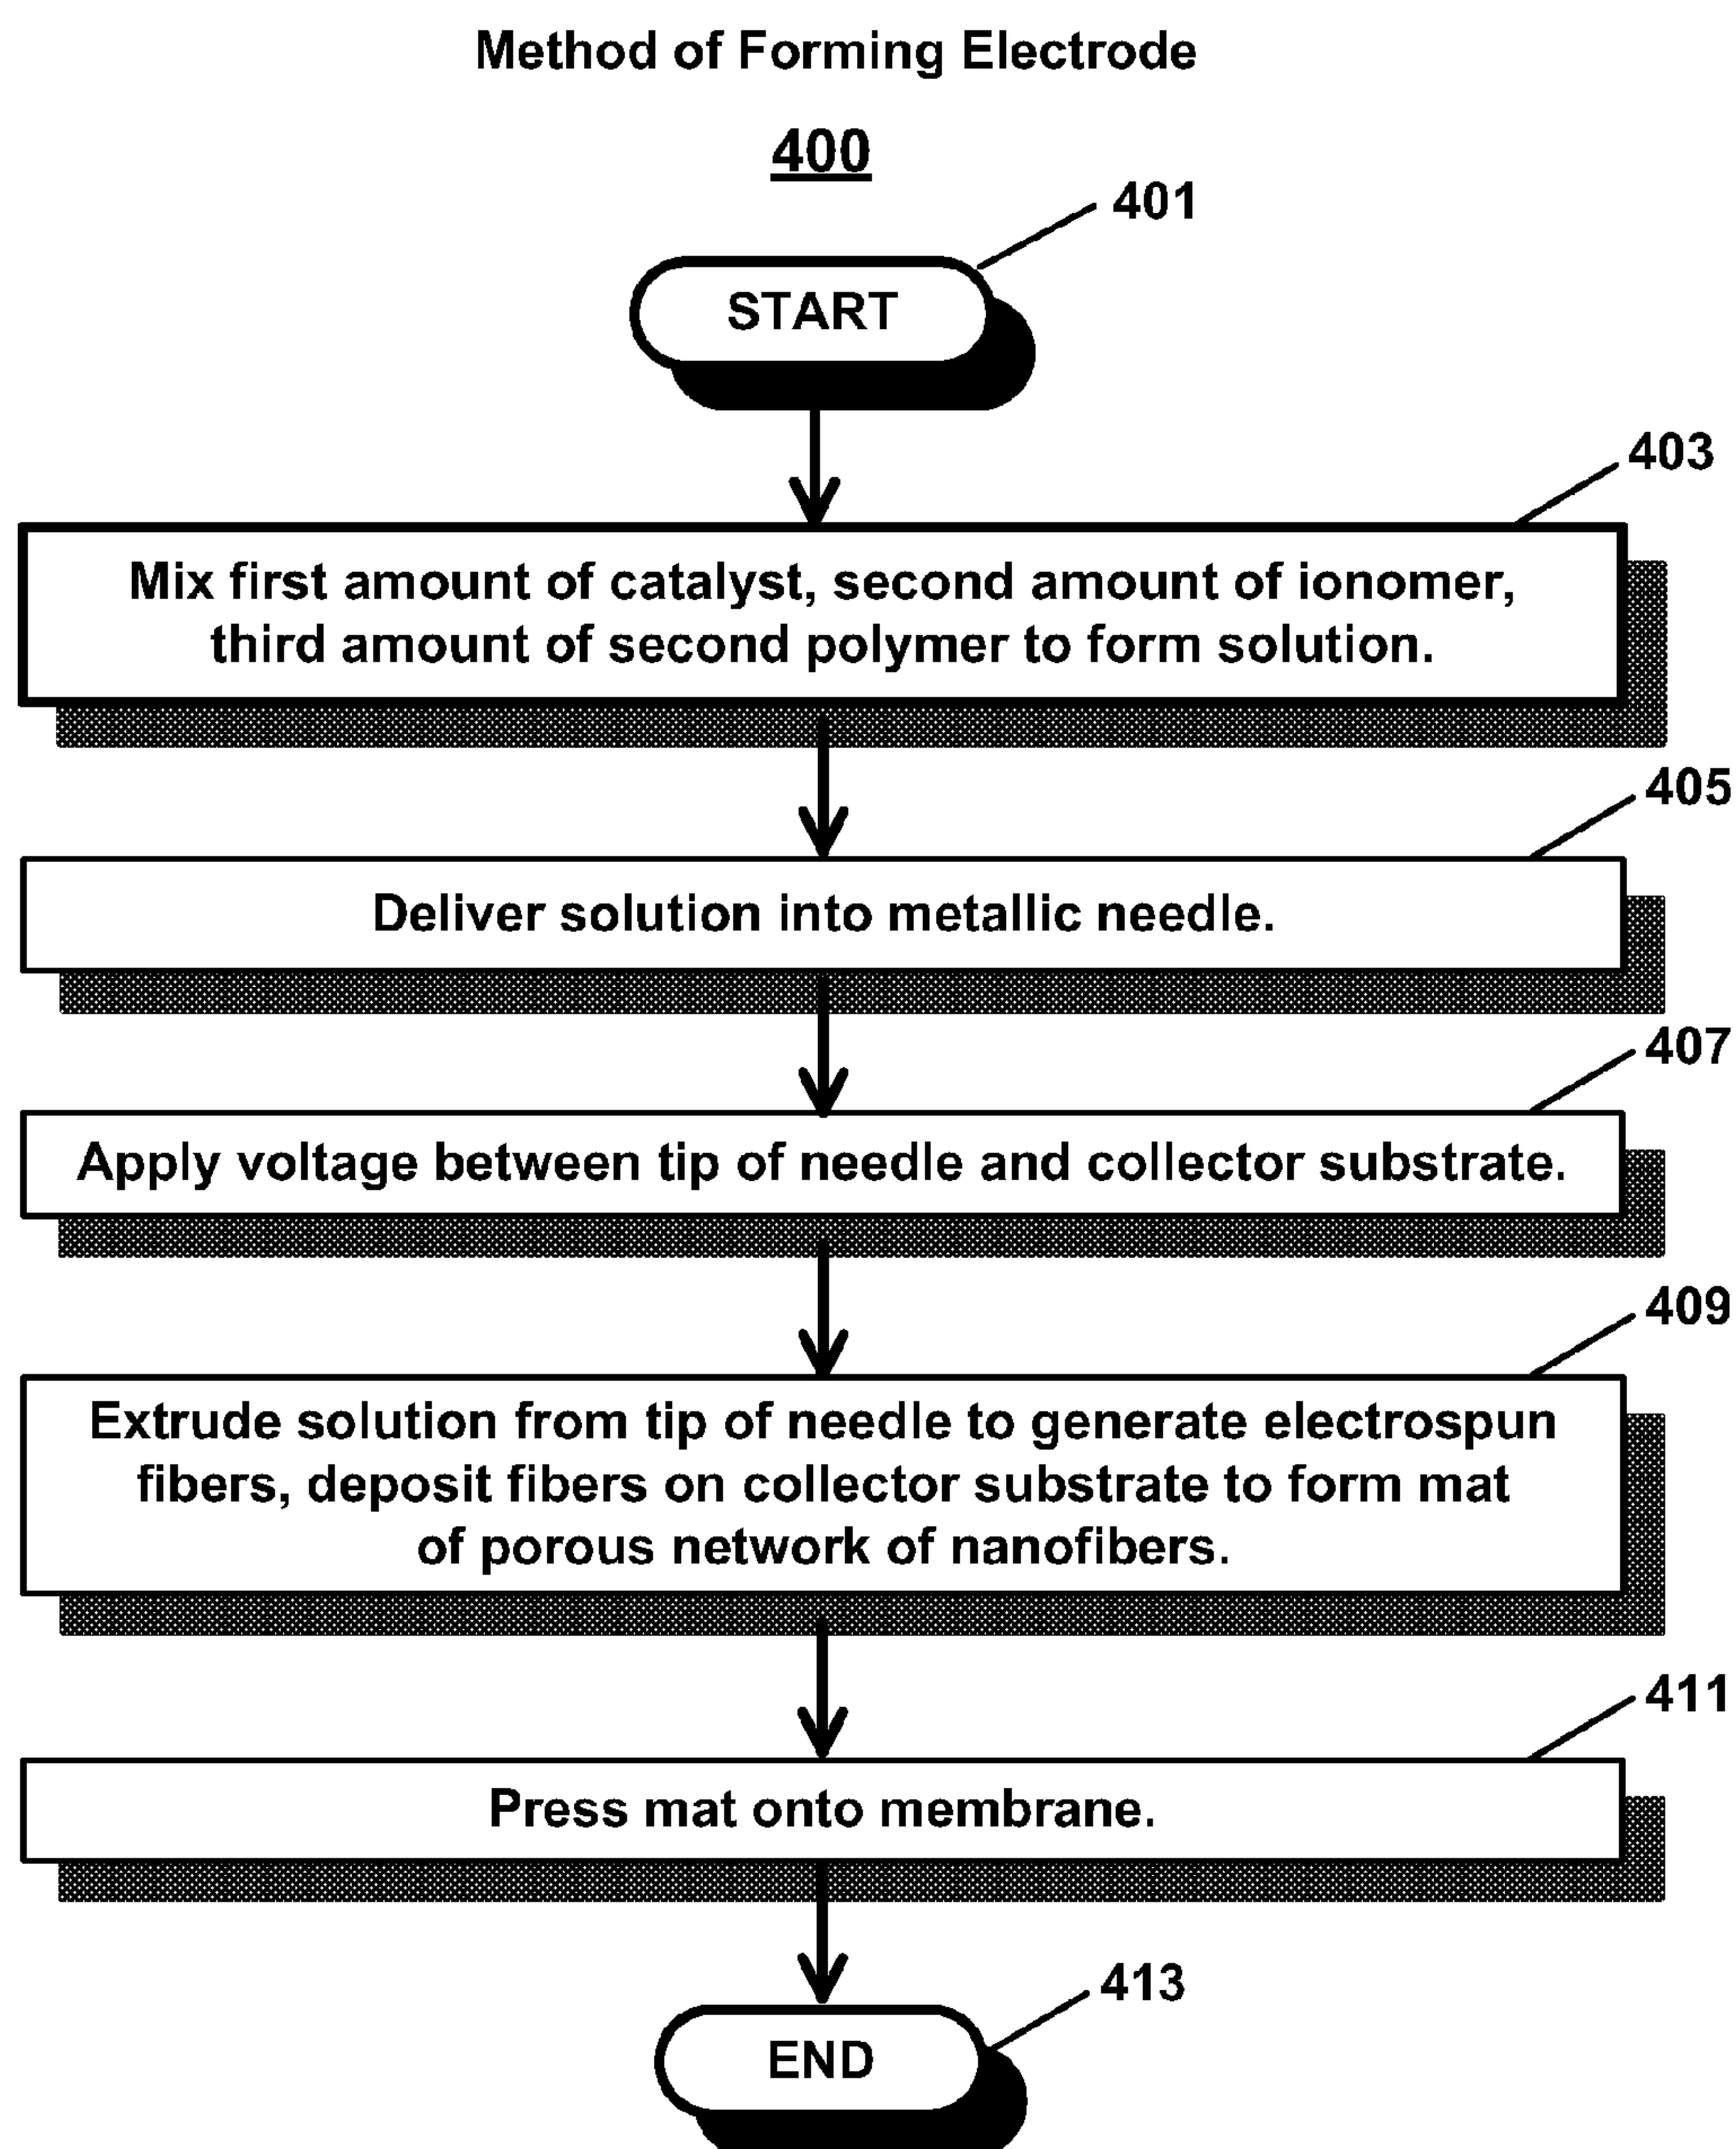 Method of Forming Electrode
400
401
START
403
Mix first amount of catalyst, second amount of ionomer,
third amount of second polymer to form solution.
405
Deliver solution into metallic needle.
407
Apply voltage between tip of needle and collector substrate.
409
Extrude solution from tip of needle to generate electrospun
fibers, deposit fibers on collector substrate to form mat
of porous network of nanofibers.
411
Press mat onto membrane.
413
END